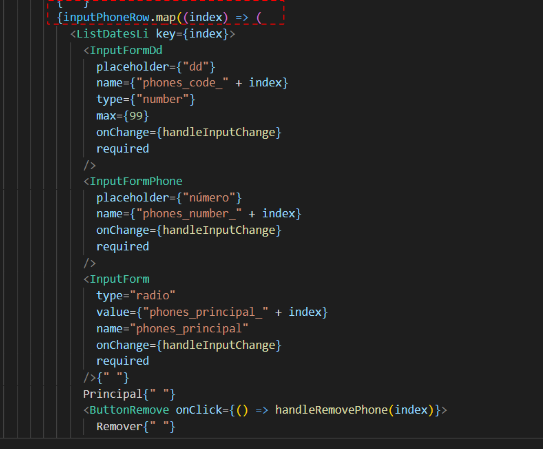 {" "}
{inputPhoneRow.map((index) => (
<ListDatesLi key={index}>
<InputFormDd
placeholder={"dd"}
name={"phones_code_" + index}
type={"number"}
max={99}
onChange={handleInputChange}
required
/>
<InputFormPhone
placeholder={"número"}
name={"phones_number_" + index}
onChange={handleInputChange}
required
/>
<InputForm
type="radio"
value={"phones_principal_" + index}
name="phones_principal"
onChange={handleInputChange}
required
/>{" "}
Principal{" "}
<ButtonRemove onClick={() => handleRemovePhone(index)}>
Remover{" "}